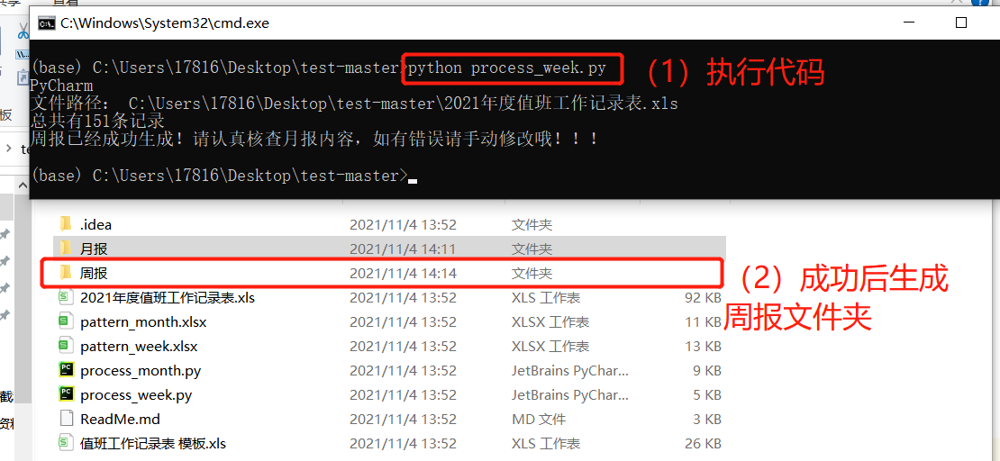 共享
查看
C:\Windows\System32\cmd.exe
(base) C:\Users\17816\Desktop\test-master>python process_week.py
(1) 执行代码
PyCharm
文件路径： C:\Users\17816\Desktop\test-master\2021年度值班工作记录表.xls
总共有151条记录
周报已经成功生成！请认真核查月报内容，如有错误请手动修改哦！！！
(base) C:\Users\17816\Desktop\test-master>
板
te
.idea 2021/11/4 13:52 文件夹
月报 2021/11/4 14:11 文件夹
周报 2021/11/4 14:14 文件夹
（2）成功后生成
周报文件夹
2021年度值班工作记录表.xls 2021/11/4 13:52 XLS 工作表 92 KB
pattern_month.xlsx 2021/11/4 13:52 XLSX 工作表 11 KB
pattern_week.xlsx 2021/11/4 13:52 XLSX 工作表 13 KB
process_month.py 2021/11/4 13:52 JetBrains PyChar... 9 KB
process_week.py 2021/11/4 13:52 JetBrains PyChar... 5 KB
ReadMe.md 2021/11/4 13:52 MD 文件 3 KB
值班工作记录表 模板.xls 2021/11/4 13:52 XLS 工作表 26 KB
截
资料